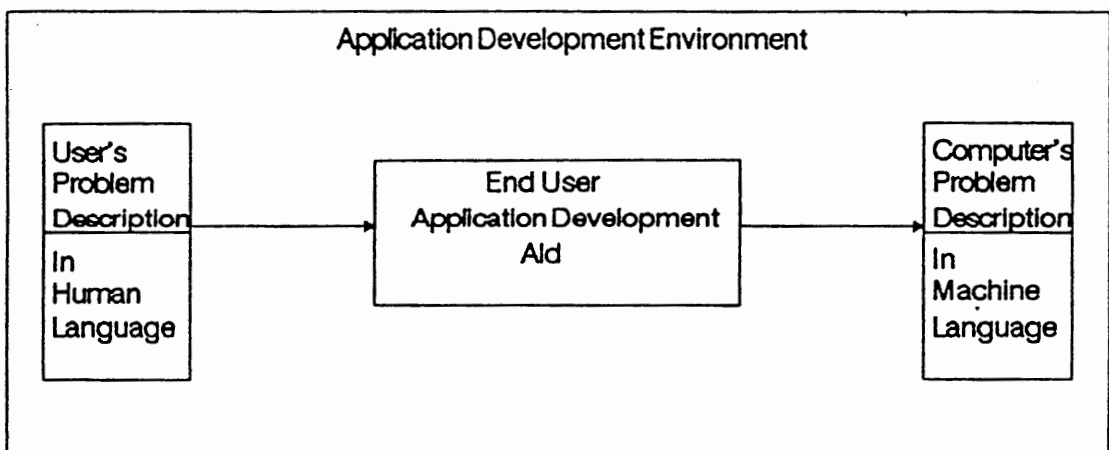 Application Development Environment
User's
Problem
Description
In
Human
Language
End User
Application Development
Aid
Computer's
Problem
Description
In
Machine
Language